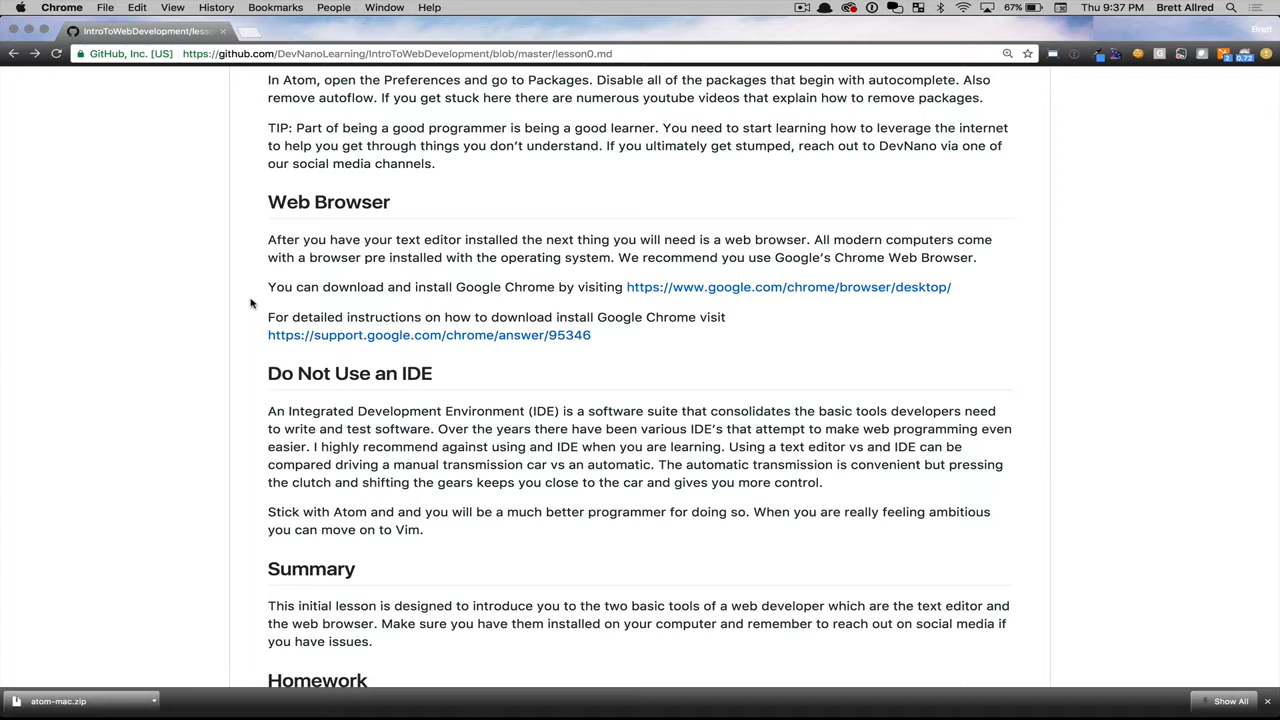 Chrome File Edit View History Bookmarks People Window Help 67% Thu 9:37 PM Brett Allred
IntroToWebDevelopment/less Brett
GitHub, Inc. [US] https://github.com/DevNanoLearning/IntroToWebDevelopment/blob/master/lesson0.md 2 0.72
In Atom, open the Preferences and go to Packages. Disable all of the packages that begin with autocomplete. Also
remove autoflow. If you get stuck here there are numerous youtube videos that explain how to remove packages.
TIP: Part of being a good programmer is being a good learner. You need to start learning how to leverage the internet
to help you get through things you don’t understand. If you ultimately get stumped, reach out to DevNano via one of
our social media channels.
Web Browser
After you have your text editor installed the next thing you will need is a web browser. All modern computers come
with a browser pre installed with the operating system. We recommend you use Google’s Chrome Web Browser.
You can download and install Google Chrome by visiting https://www.google.com/chrome/browser/desktop/
For detailed instructions on how to download install Google Chrome visit
https://support.google.com/chrome/answer/95346
Do Not Use an IDE
An Integrated Development Environment (IDE) is a software suite that consolidates the basic tools developers need
to write and test software. Over the years there have been various IDE’s that attempt to make web programming even
easier. I highly recommend against using and IDE when you are learning. Using a text editor vs and IDE can be
compared driving a manual transmission car vs an automatic. The automatic transmission is convenient but pressing
the clutch and shifting the gears keeps you close to the car and gives you more control.
Stick with Atom and and you will be a much better programmer for doing so. When you are really feeling ambitious
you can move on to Vim.
Summary
This initial lesson is designed to introduce you to the two basic tools of a web developer which are the text editor and
the web browser. Make sure you have them installed on your computer and remember to reach out on social media if
you have issues.
Homework
atom-mac.zip Show All